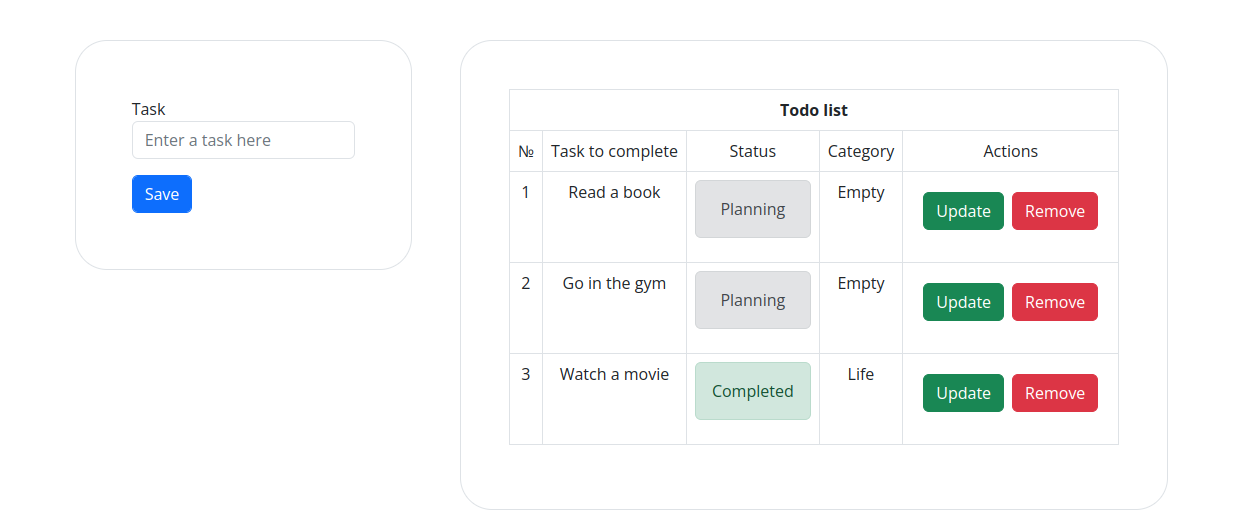 Task
Enter a task here
Save
Todo list
№ Task to complete Status Category Actions
1 Read a book Planning Empty Update Remove
2 Go in the gym Planning Empty Update Remove
3 Watch a movie Completed Life Update Remove